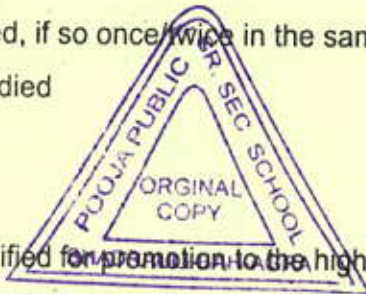 ed, if so once/twice in the sam
died
POOJA PUBLIC
SR. SEC SCHOOL
ORGINAL
COPY
ified for promotion to the high
AGRA